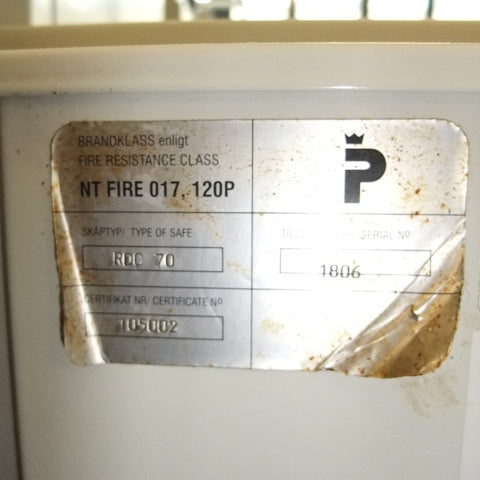 BRANDKLASS enligt
FIRE RESISTANCE CLASS
NT FIRE 017, 120P
P
SKÅPTYP/ TYPE OF SAFE
SERIAL Nº
RDC 70
1806
CERTIFIKAT NR/ CERTIFICATE Nº
105002